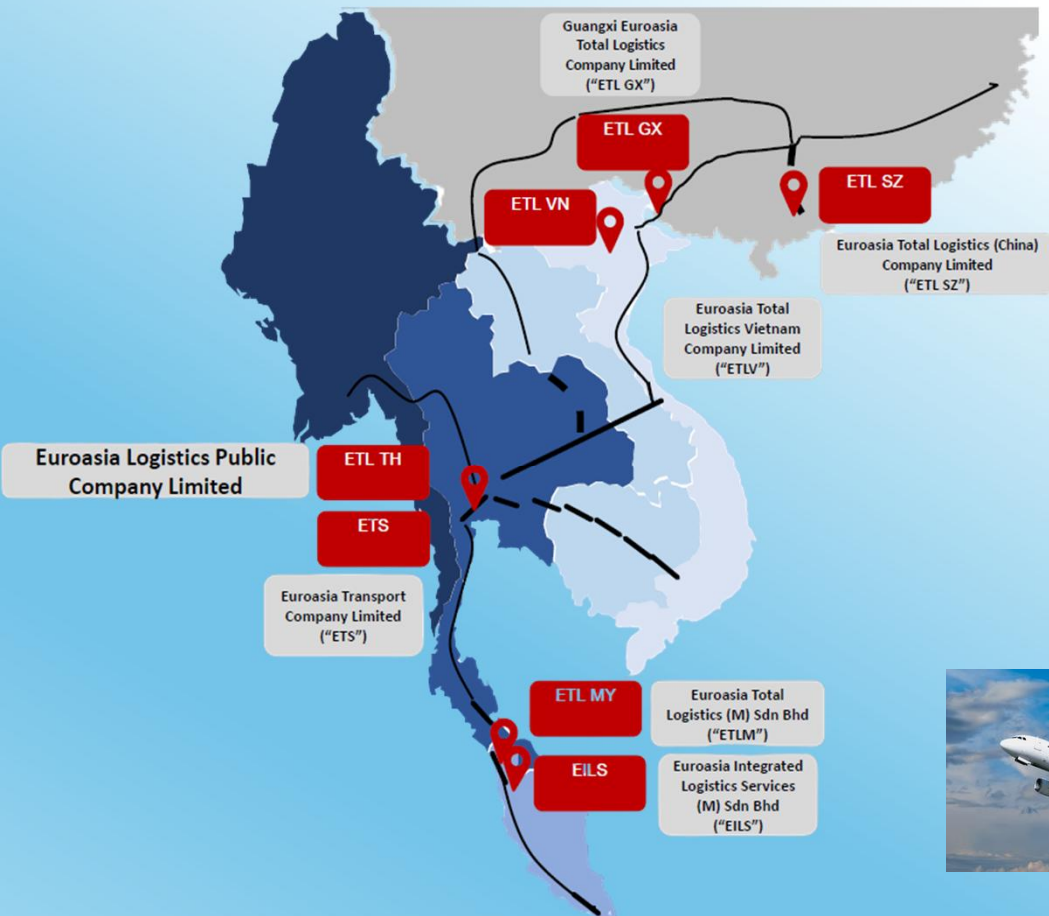 Guangxi Euroasia
Total Logistics
Company Limited
(“ETL GX”)
ETL GX
ETL VN
ETL SZ
Euroasia Total Logistics (China)
Company Limited
(“ETL SZ”)
Euroasia Total
Logistics Vietnam
Company Limited
(“ETLV”)
Euroasia Logistics Public
Company Limited
ETL TH
ETS
Euroasia Transport
Company Limited
(“ETS”)
ETL MY
Euroasia Total
Logistics (M) Sdn Bhd
(“ETLM”)
EILS
Euroasia Integrated
Logistics Services
(M) Sdn Bhd
(“EILS”)